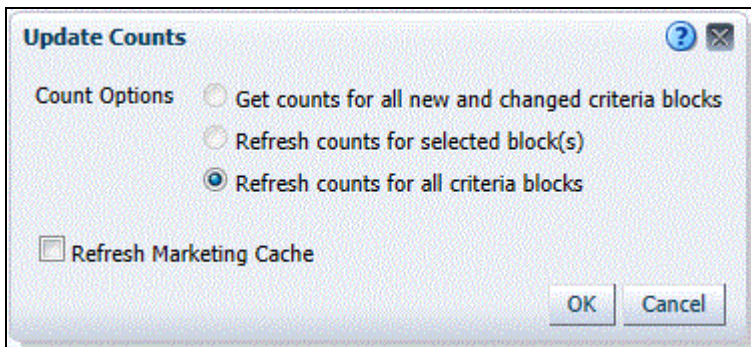 Update Counts ?
Count Options Get counts for all new and changed criteria blocks
Refresh counts for selected block(s)
Refresh counts for all criteria blocks
Refresh Marketing Cache
OK Cancel